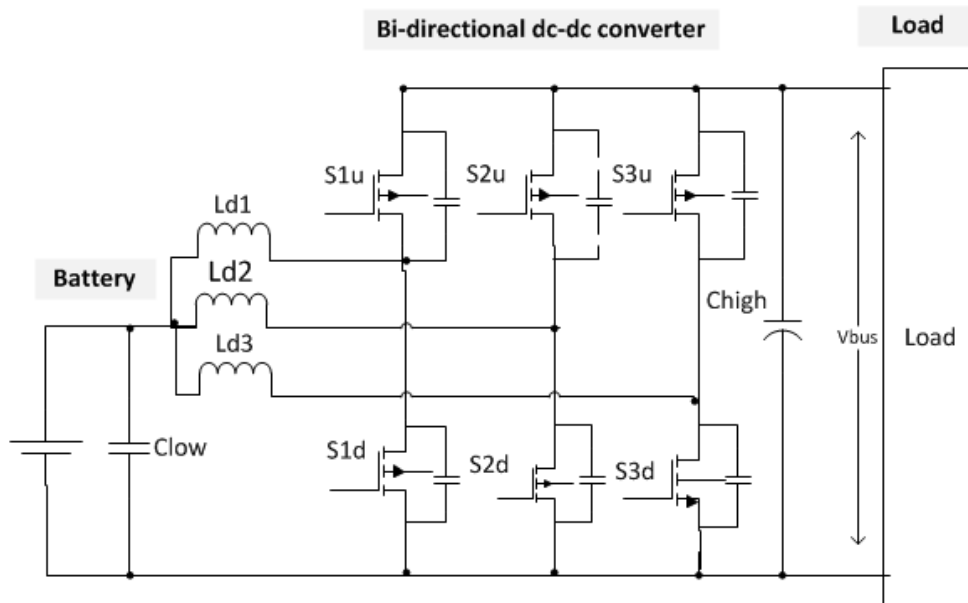 Bi-directional dc-dc converter
Load
S1u
S2u
S3u
Ld1
Battery
Ld2
Chigh
Ld3
Vbus
Load
Clow
S1d
S2d
S3d